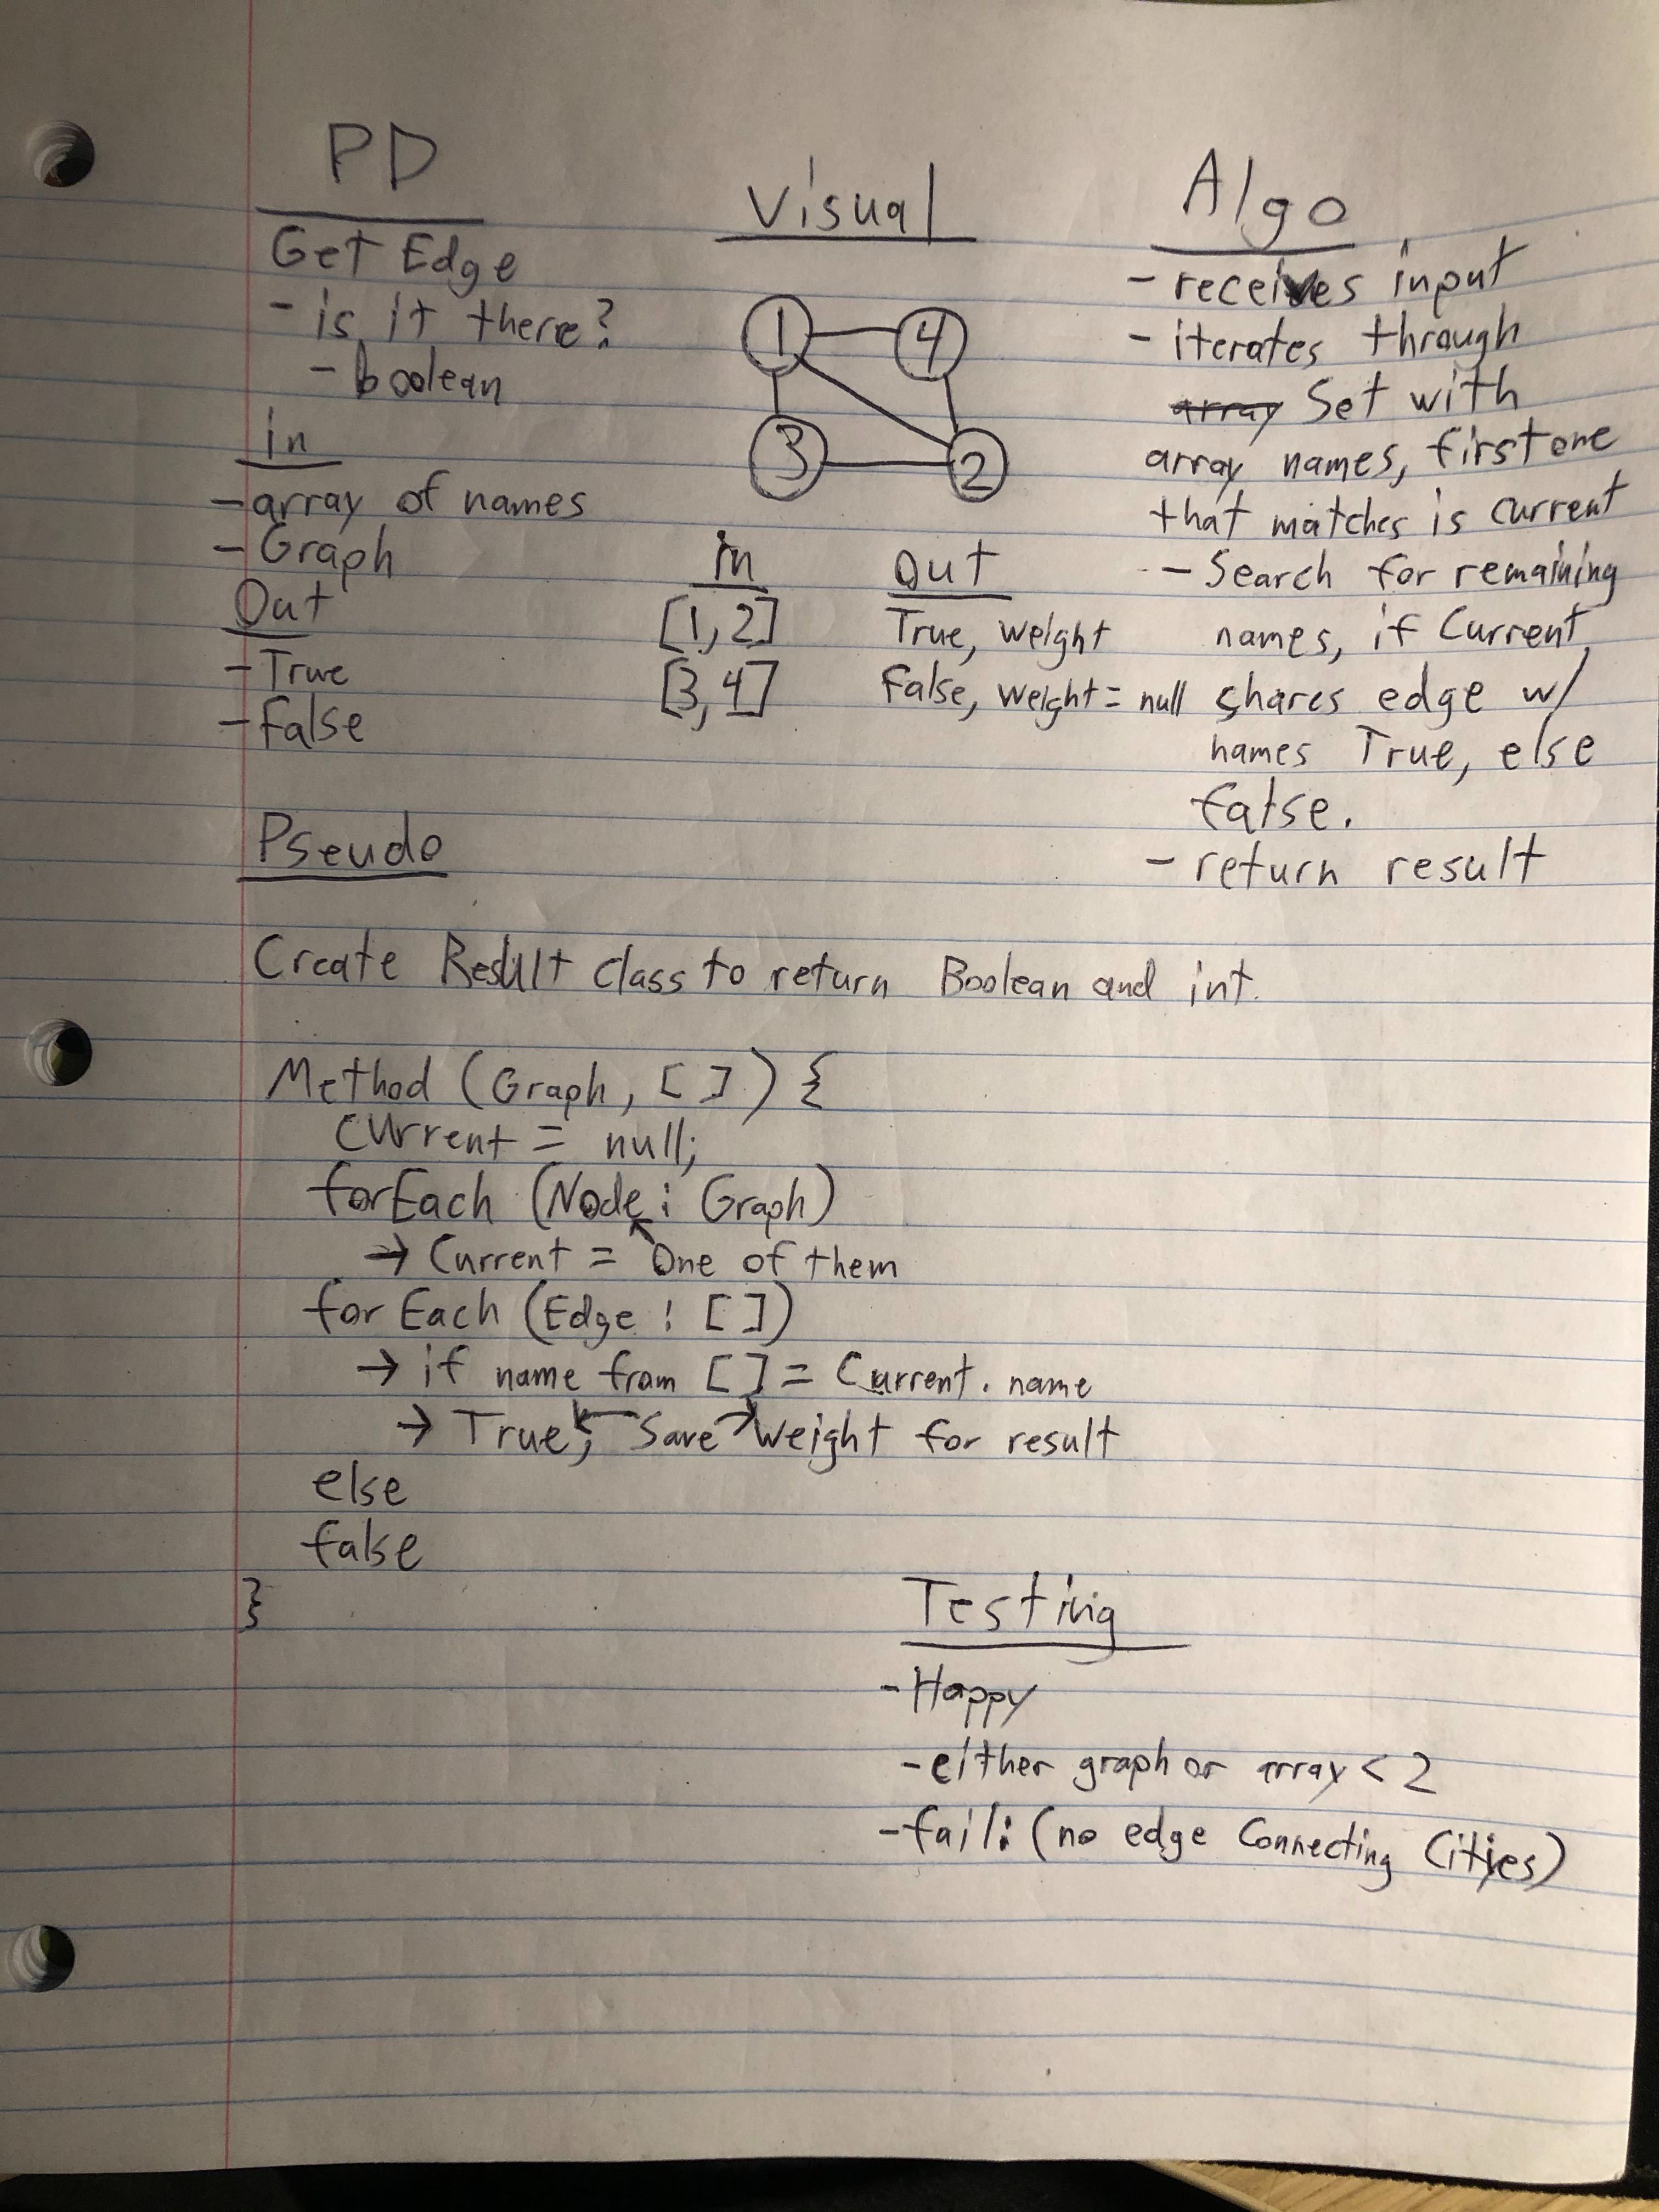 PD
Get Edge
- is it there?
- boolean
in
- array of names
- Graph
Out
- True
- false
Visual
1 4
3 2
in Out
[1,2] True, weight
[3,4] false, weight = null
Algo
- receives input
- iterates through
array Set with
array names, first one
that matches is current
- Search for remaining
names, if Current
shares edge w/
names True, else
false.
- return result
Pseudo
Create Result class to return Boolean and int.
Method (Graph, [ ] ) {
Current = null;
forEach (Node : Graph)
→ Current = One of them
for Each (Edge : [ ])
→ if name from [ ] = Current. name
→ True, Save Weight for result
else
false
}
Testing
- Happy
- either graph or array < 2
- fail: (no edge Connecting Cities)